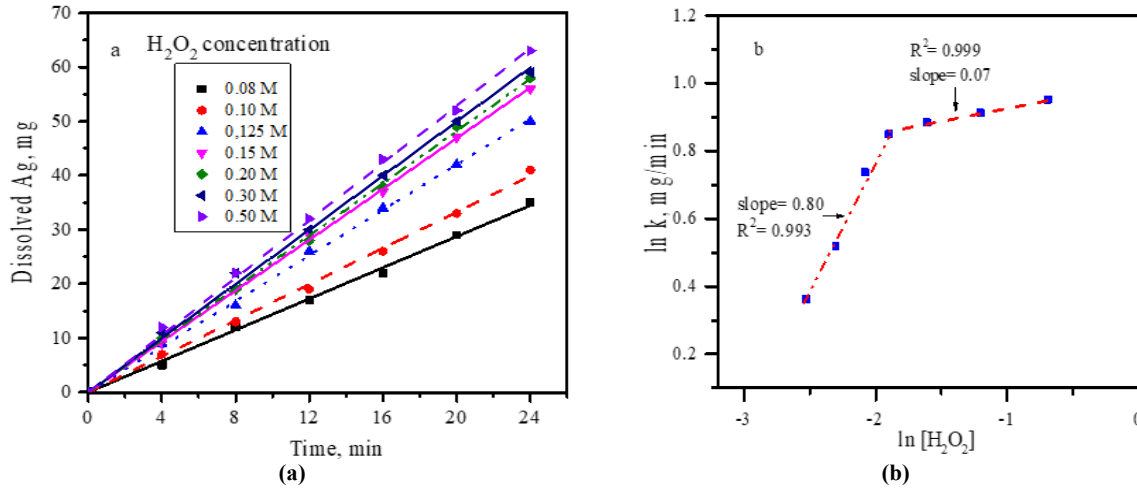 a H₂O₂ concentration
0.08 M
0.10 M
0.125 M
0.15 M
0.20 M
0.30 M
0.50 M
Dissolved Ag, mg
70
60
50
40
30
20
10
0
0 4 8 12 16 20 24
Time, min
(a)
b
R²= 0.999
slope= 0.07
slope= 0.80
R²= 0.993
ln k, mg/min
1.2
1.0
0.8
0.6
0.4
0.2
-3 -2 -1 0
ln [H₂O₂]
(b)